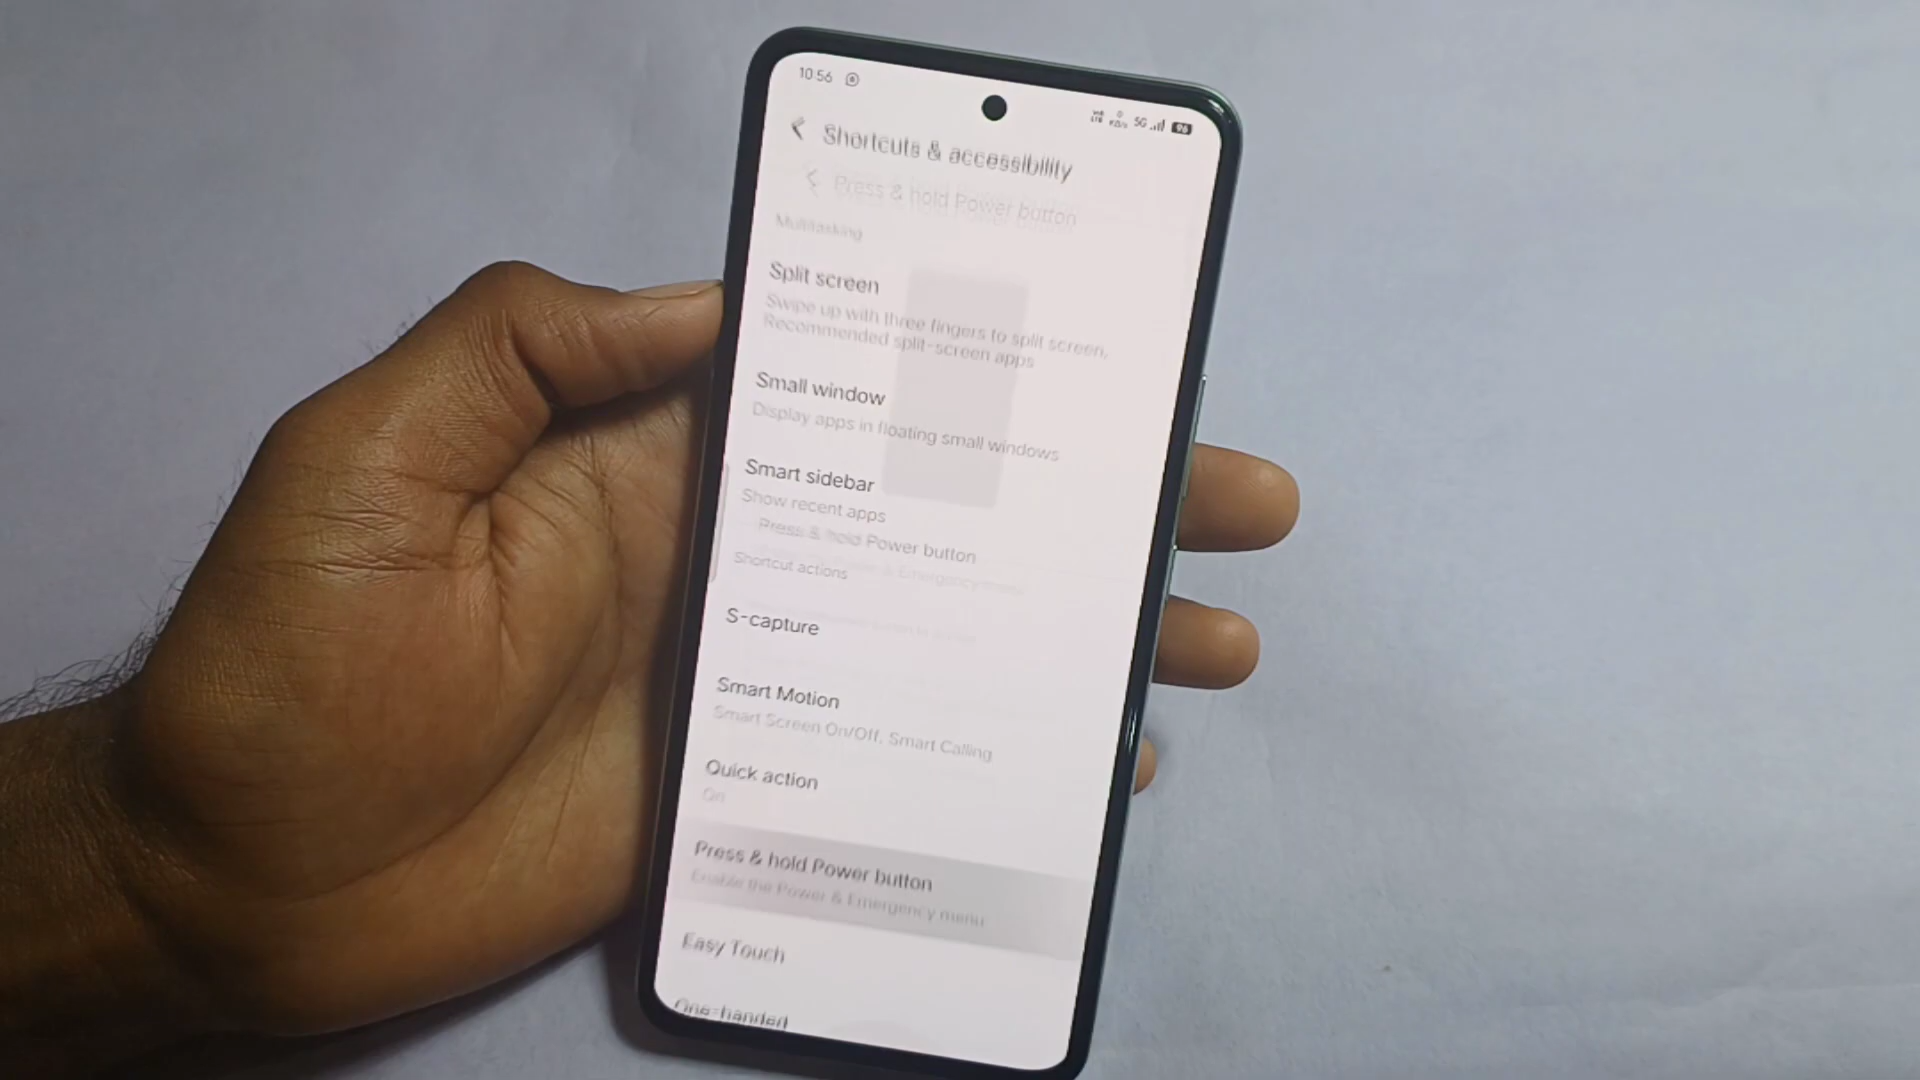 10:56
5G 96
Shortcuts & accessibility
Press & hold Power button
Multitasking
Split screen
Swipe up with three fingers to split screen,
Recommended split-screen apps
Small window
Display apps in floating small windows
Smart sidebar
Show recent apps
Press & hold Power button
& Emergency menu
Shortcut actions
S-capture
Smart Motion
Smart Screen On/Off, Smart Calling
Quick action
On
Press & hold Power button
Enable the Power & Emergency menu
Easy Touch
One-handed